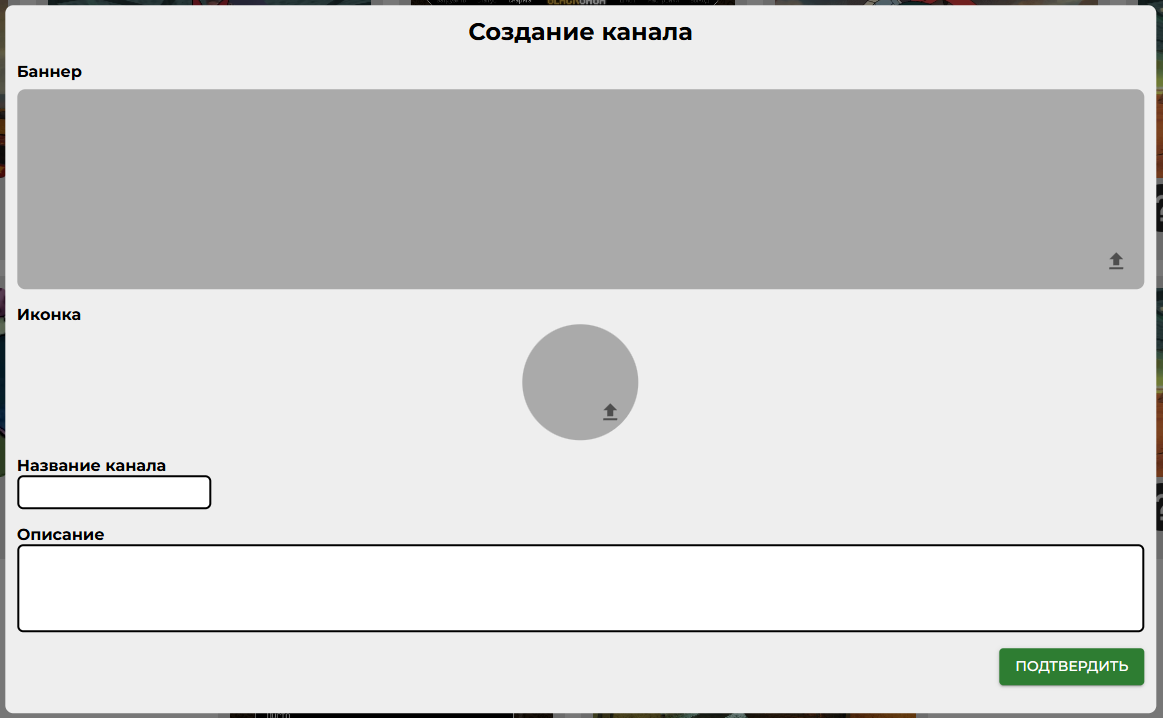 Создание канала
Баннер
Иконка
Название канала
Описание
ПОДТВЕРДИТЬ